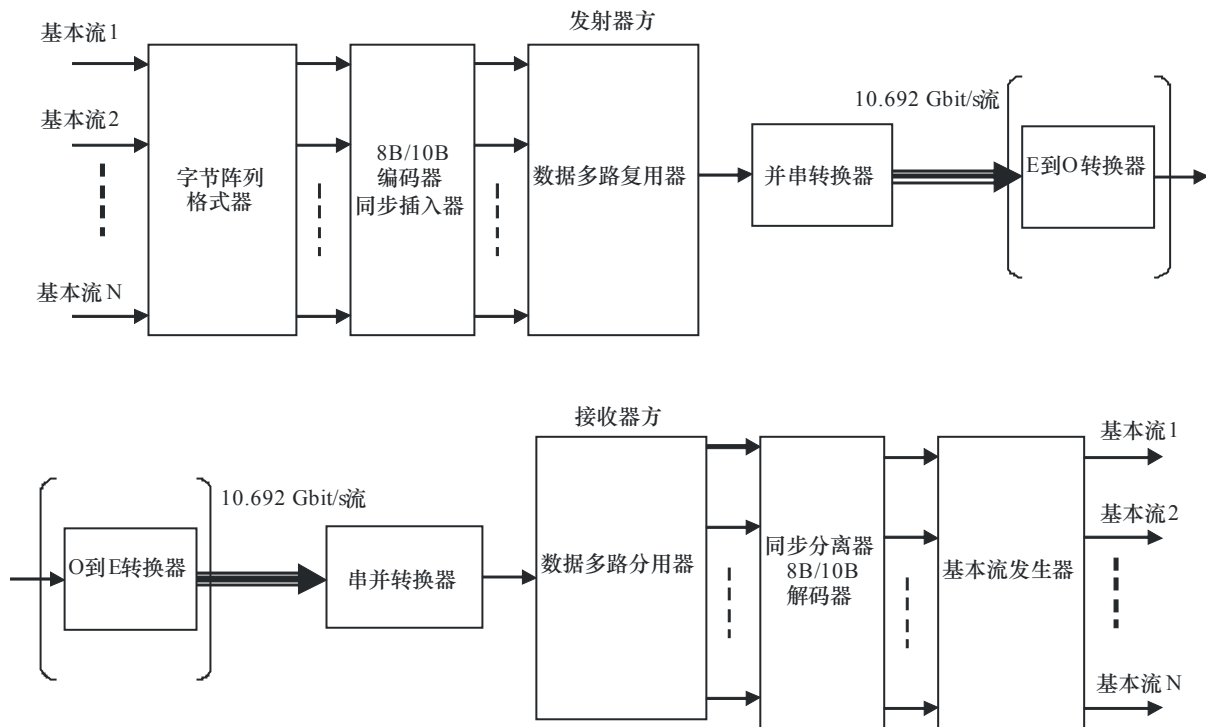 发射器方
基本流1
基本流2
基本流N
字节阵列
格式器
8B/10B
编码器
同步插入器
数据多路复用器
并串转换器
10.692 Gbit/s流
E到O 转换器
接收器方
10.692 Gbit/s流
O到E转换器
串并转换器
数据多路分用器
同步分离器
8B/10B
解码器
基本流发生器
基本流1
基本流2
基本流N